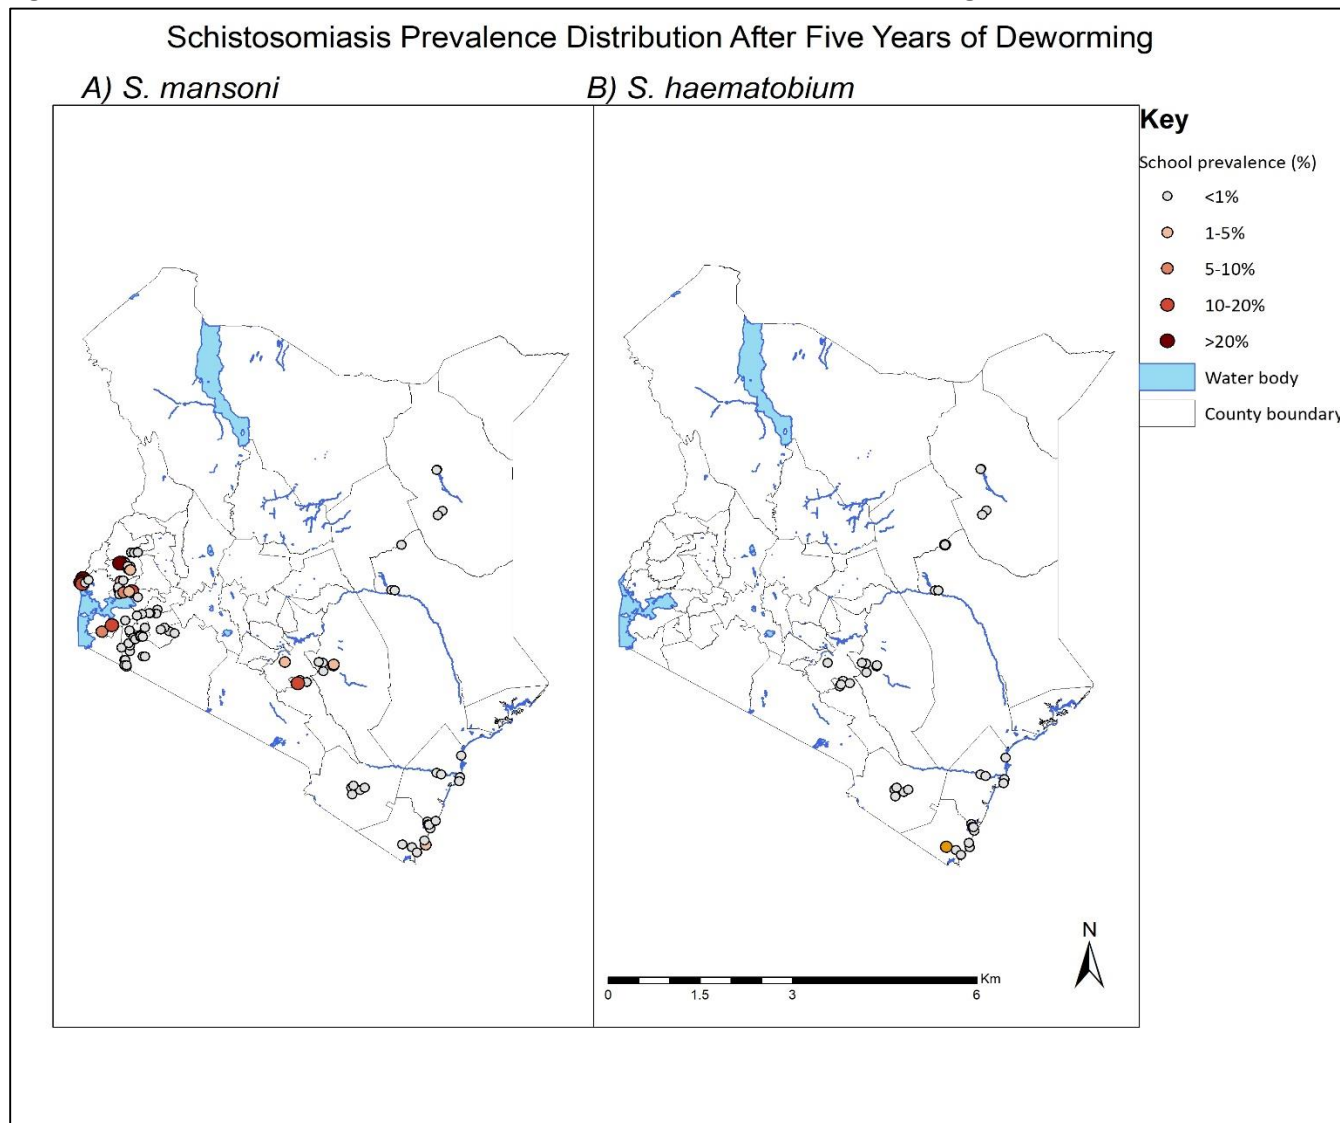 Schistosomiasis Prevalence Distribution After Five Years of Deworming
A) S. mansoni
B) S. haematobium
Key
School prevalence (%)
<1%
1-5%
5-10%
10-20%
>20%
Water body
County boundary
N
Km
0 1.5 3 6